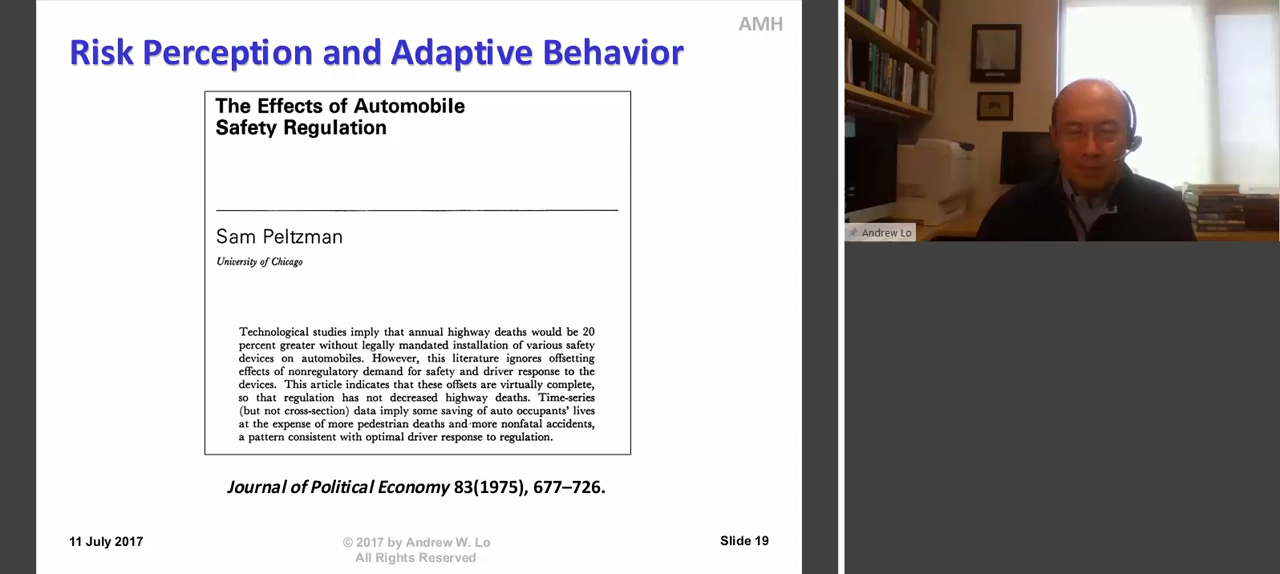 AMH
Risk Perception and Adaptive Behavior
The Effects of Automobile
Safety Regulation
Sam Peltzman
University of Chicago
Technological studies imply that annual highway deaths would be 20
percent greater without legally mandated installation of various safety
devices on automobiles. However, this literature ignores offsetting
effects of nonregulatory demand for safety and driver response to the
devices. This article indicates that these offsets are virtually complete,
so that regulation has not decreased highway deaths. Time-series
(but not cross-section) data imply some saving of auto occupants' lives
at the expense of more pedestrian deaths and more nonfatal accidents,
a pattern consistent with optimal driver response to regulation.
Journal of Political Economy 83(1975), 677–726.
11 July 2017
© 2017 by Andrew W. Lo
All Rights Reserved
Slide 19
Andrew Lo